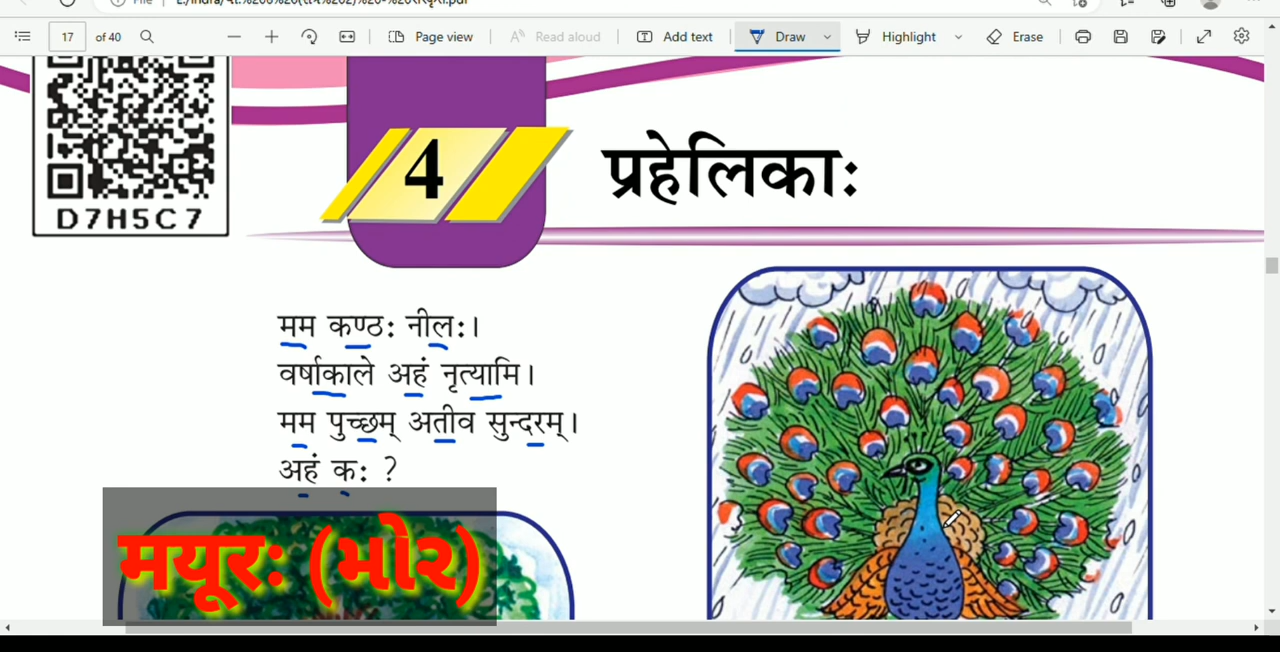 File
17 of 40
Page view
Read aloud
Add text
Draw
Highlight
Erase
D7H5C7
4
प्रहेलिकाः
मम कण्ठः नीलः।
वर्षाकाले अहं नृत्यामि।
मम पुच्छम् अतीव सुन्दरम्।
अहं कः ?
मयूरः (મોર)